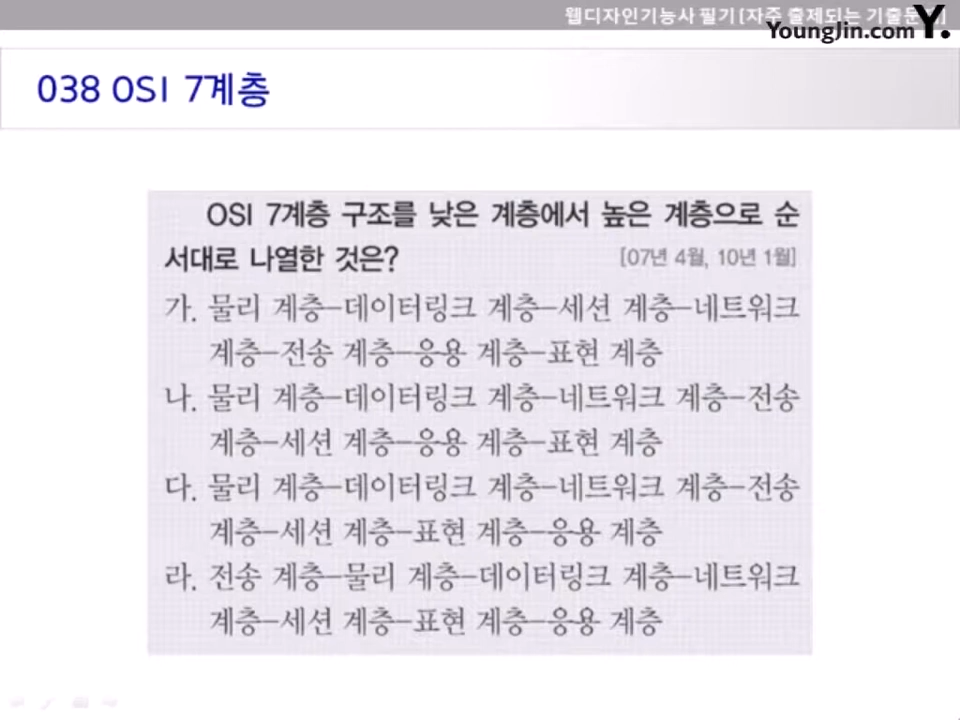 웹디자인기능사 필기 [자주 출제되는 기출문제]
YoungJin.com Y.
038 OSI 7계층
OSI 7계층 구조를 낮은 계층에서 높은 계층으로 순
서대로 나열한 것은? [07년 4월, 10년 1월]
가. 물리 계층-데이터링크 계층-세션 계층-네트워크
계층-전송 계층-응용 계층-표현 계층
나. 물리 계층-데이터링크 계층-네트워크 계층-전송
계층-세션 계층-응용 계층-표현 계층
다. 물리 계층-데이터링크 계층-네트워크 계층-전송
계층-세션 계층-표현 계층-응용 계층
라. 전송 계층-물리 계층-데이터링크 계층-네트워크
계층-세션 계층-표현 계층-응용 계층